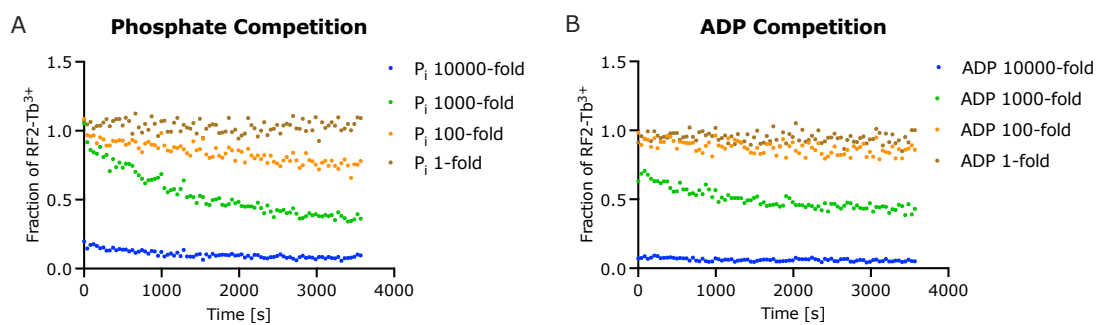 A
Phosphate Competition
Fraction of RF2-Tb³⁺
1.5
1.0
0.5
0.0
0
1000
2000
3000
4000
Time [s]
Pᵢ 10000-fold
Pᵢ 1000-fold
Pᵢ 100-fold
Pᵢ 1-fold
B
ADP Competition
Fraction of RF2-Tb³⁺
1.5
1.0
0.5
0.0
0
1000
2000
3000
4000
Time [s]
ADP 10000-fold
ADP 1000-fold
ADP 100-fold
ADP 1-fold